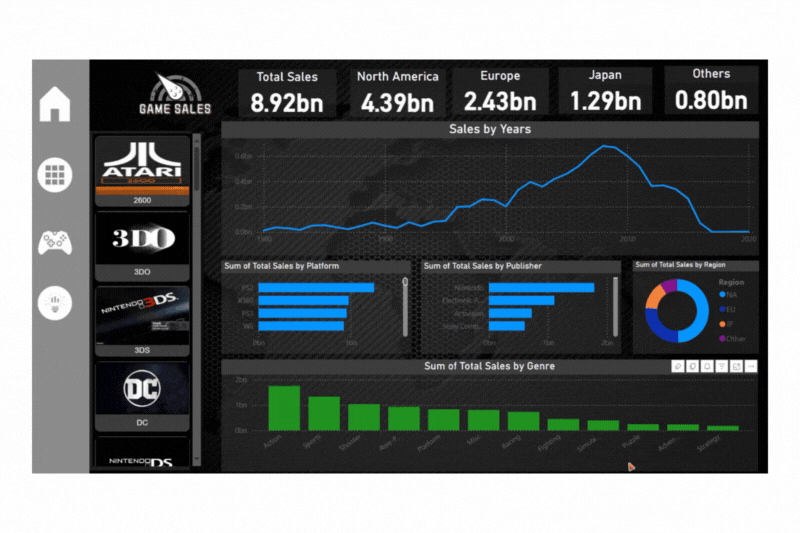 GAME SALES
Total Sales
8.92bn
North America
4.39bn
Europe
2.43bn
Japan
1.29bn
Others
0.80bn
Sales by Years
0.6bn
0.4bn
0.2bn
0.0bn
1980
1990
2000
2010
2020
ATARI
2600
2600
3DO
3DO
NINTENDO 3DS
3DS
DC
DC
NINTENDO DS
Sum of Total Sales by Platform
PS2
X360
PS3
Wii
0bn
1bn
Sum of Total Sales by Publisher
Nintendo
Electronic A...
Activision
Sony Comp...
0bn
1bn
2bn
Sum of Total Sales by Region
Region
NA
EU
JP
Other
Sum of Total Sales by Genre
2bn
1bn
0bn
Action
Sports
Shooter
Role-P...
Platform
Misc
Racing
Fighting
Simula...
Puzzle
Adven...
Strategy